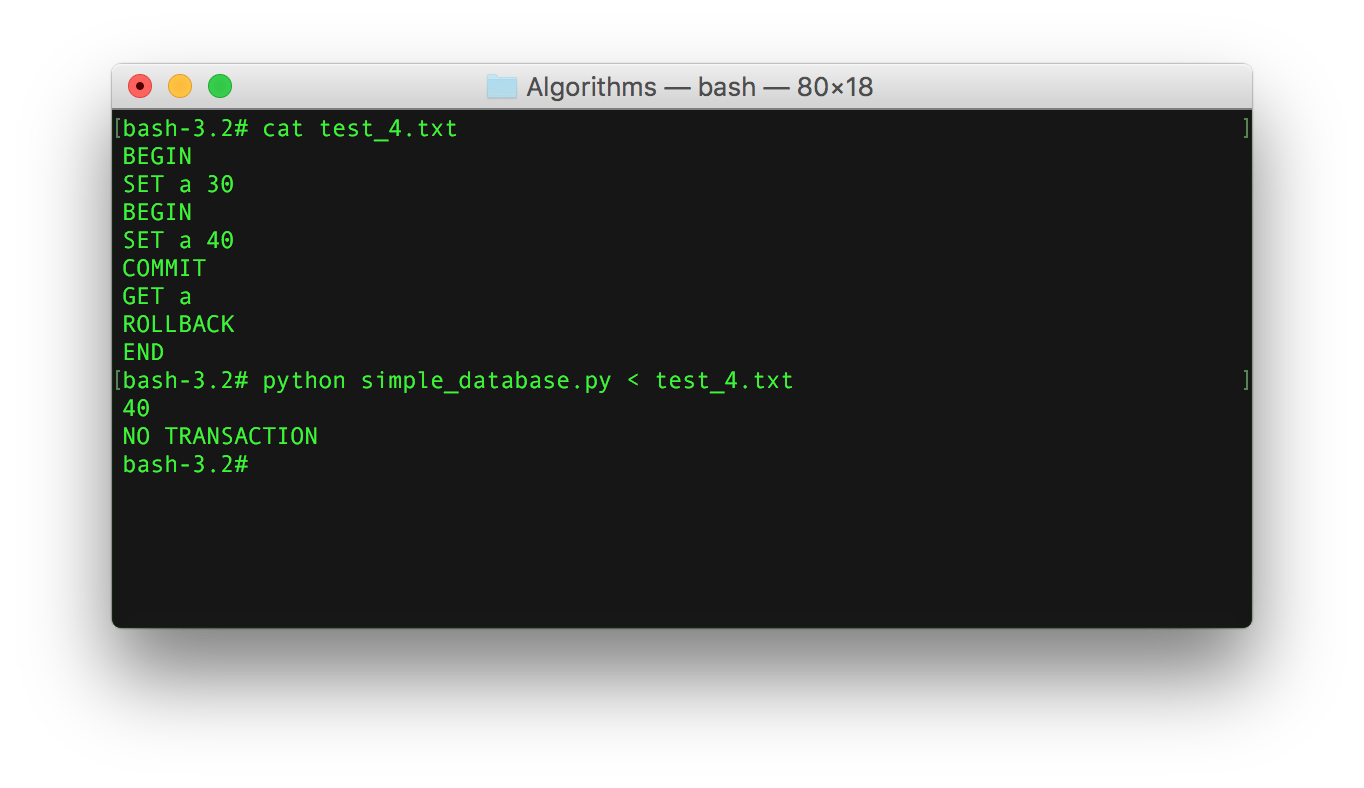 Algorithms — bash — 80×18
[bash-3.2# cat test_4.txt ]
BEGIN
SET a 30
BEGIN
SET a 40
COMMIT
GET a
ROLLBACK
END
[bash-3.2# python simple_database.py < test_4.txt ]
40
NO TRANSACTION
bash-3.2#